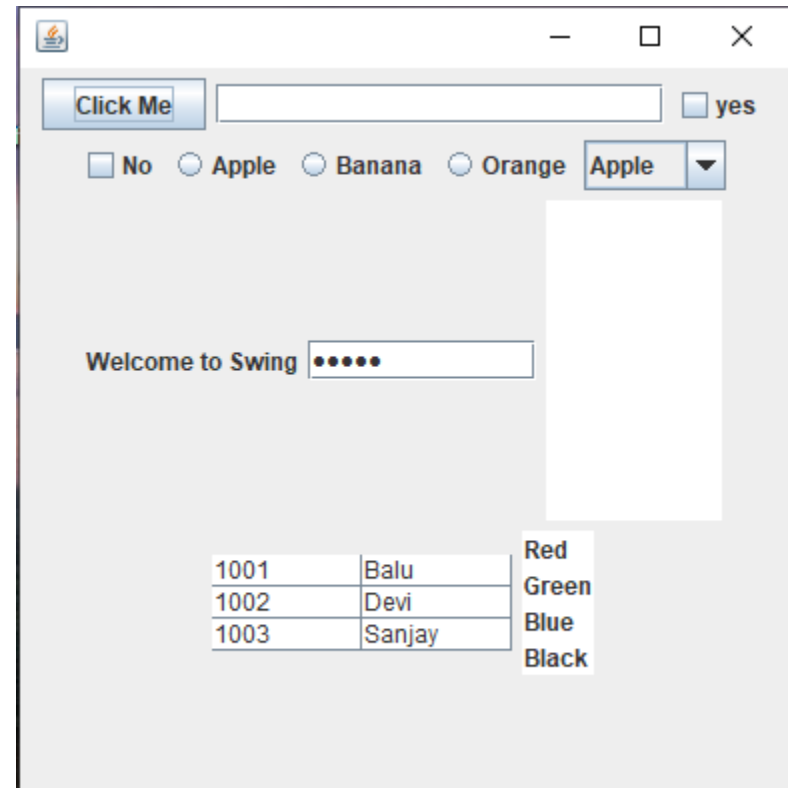 Click Me yes
No Apple Banana Orange Apple
Welcome to Swing •••••
1001 Balu
1002 Devi
1003 Sanjay
Red
Green
Blue
Black